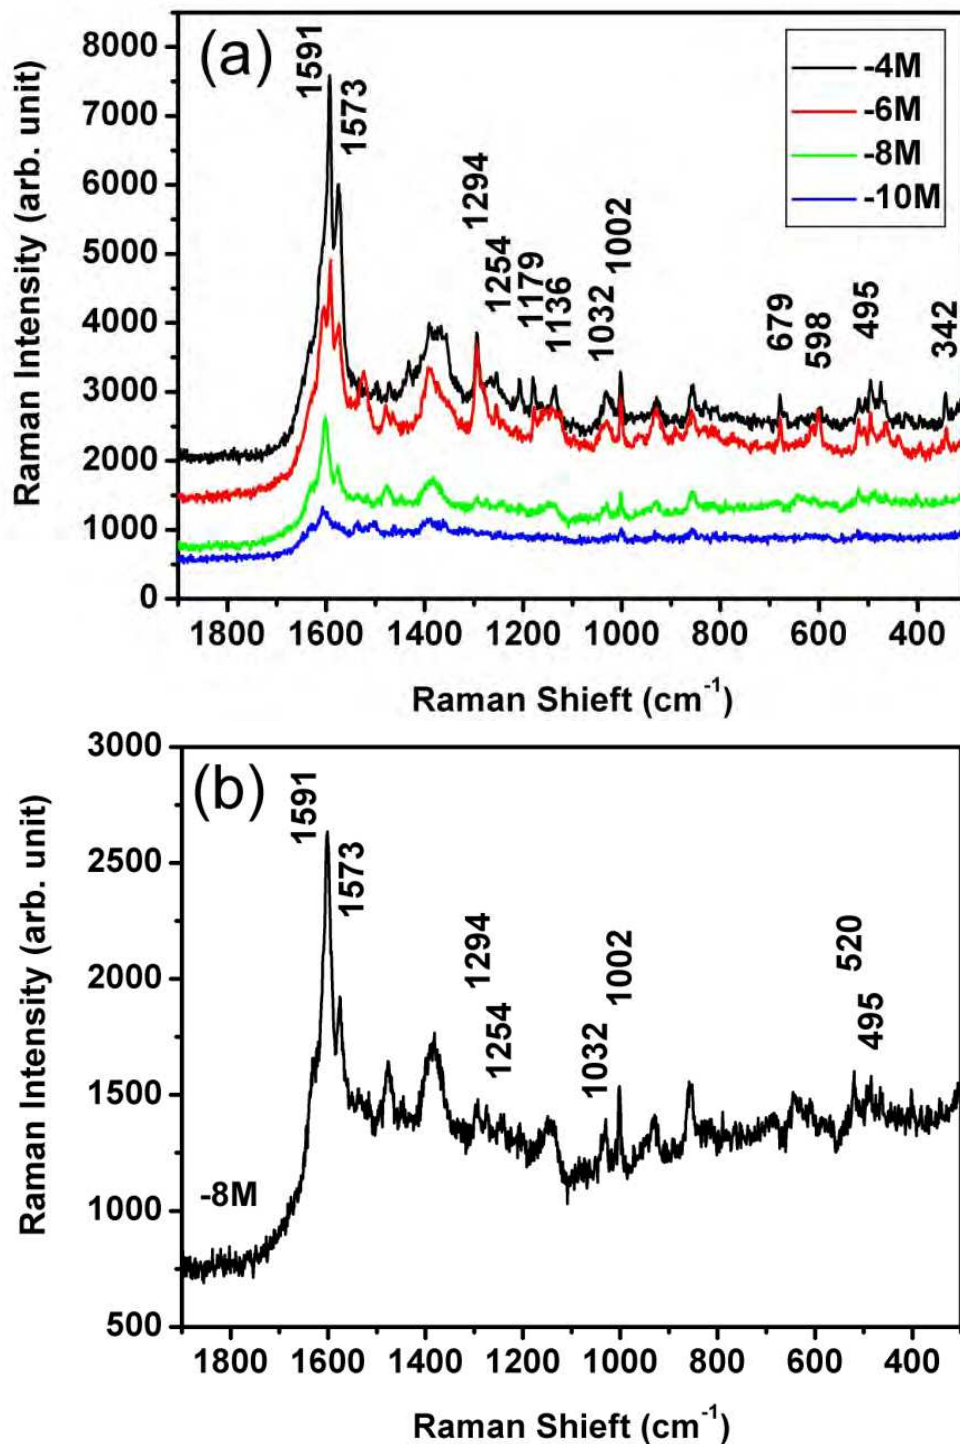 (a)
1591
1573
1294
1254
1179
1136
1032
1002
679
598
495
342
-4M
-6M
-8M
-10M
Raman Intensity (arb. unit)
8000
7000
6000
5000
4000
3000
2000
1000
0
1800 1600 1400 1200 1000 800 600 400
Raman Shieft (cm⁻¹)
(b)
1591
1573
1294
1254
1032
1002
520
495
-8M
Raman Intensity (arb. unit)
3000
2500
2000
1500
1000
500
1800 1600 1400 1200 1000 800 600 400
Raman Shieft (cm⁻¹)